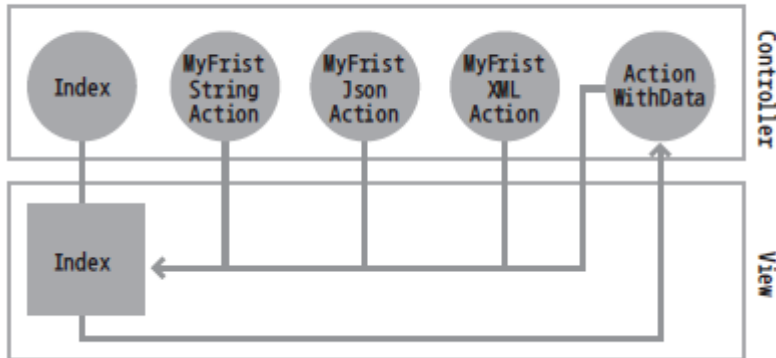 Index
MyFrist
String
Action
MyFrist
Json
Action
MyFrist
XML
Action
Action
WithData
Controller
Index
View